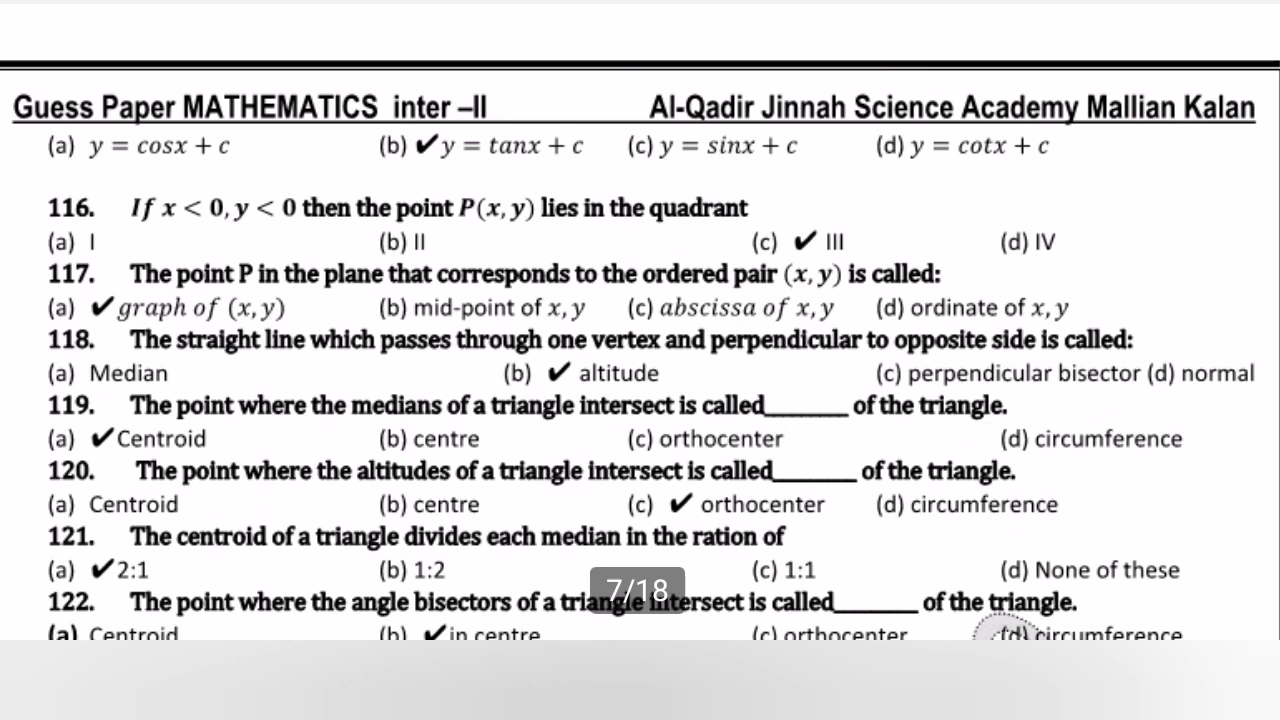 Guess Paper MATHEMATICS inter –II Al-Qadir Jinnah Science Academy Mallian Kalan
(a) y = cosx + c (b) ✔y = tanx + c (c) y = sinx + c (d) y = cotx + c
116. If x < 0, y < 0 then the point P(x, y) lies in the quadrant
(a) I (b) II (c) ✔ III (d) IV
117. The point P in the plane that corresponds to the ordered pair (x, y) is called:
(a) ✔graph of (x, y) (b) mid-point of x, y (c) abscissa of x, y (d) ordinate of x, y
118. The straight line which passes through one vertex and perpendicular to opposite side is called:
(a) Median (b) ✔ altitude (c) perpendicular bisector (d) normal
119. The point where the medians of a triangle intersect is called_______ of the triangle.
(a) ✔Centroid (b) centre (c) orthocenter (d) circumference
120. The point where the altitudes of a triangle intersect is called_______ of the triangle.
(a) Centroid (b) centre (c) ✔ orthocenter (d) circumference
121. The centroid of a triangle divides each median in the ration of
(a) ✔2:1 (b) 1:2 (c) 1:1 (d) None of these
7/18
122. The point where the angle bisectors of a triangle intersect is called_______ of the triangle.
(a) Centroid (b) ✔in centre (c) orthocenter (d) circumference